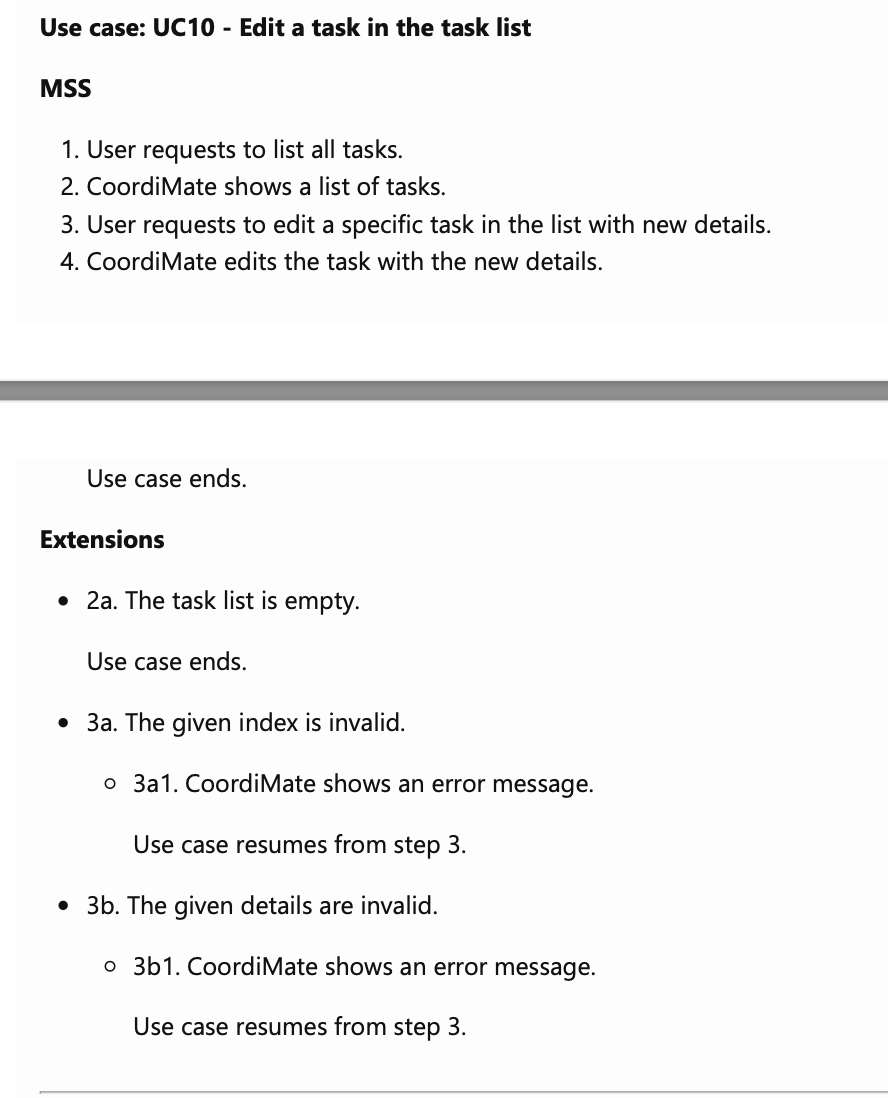 Use case: UC10 - Edit a task in the task list
MSS
1. User requests to list all tasks.
2. CoordiMate shows a list of tasks.
3. User requests to edit a specific task in the list with new details.
4. CoordiMate edits the task with the new details.
Use case ends.
Extensions
• 2a. The task list is empty.
Use case ends.
• 3a. The given index is invalid.
○ 3a1. CoordiMate shows an error message.
Use case resumes from step 3.
• 3b. The given details are invalid.
○ 3b1. CoordiMate shows an error message.
Use case resumes from step 3.